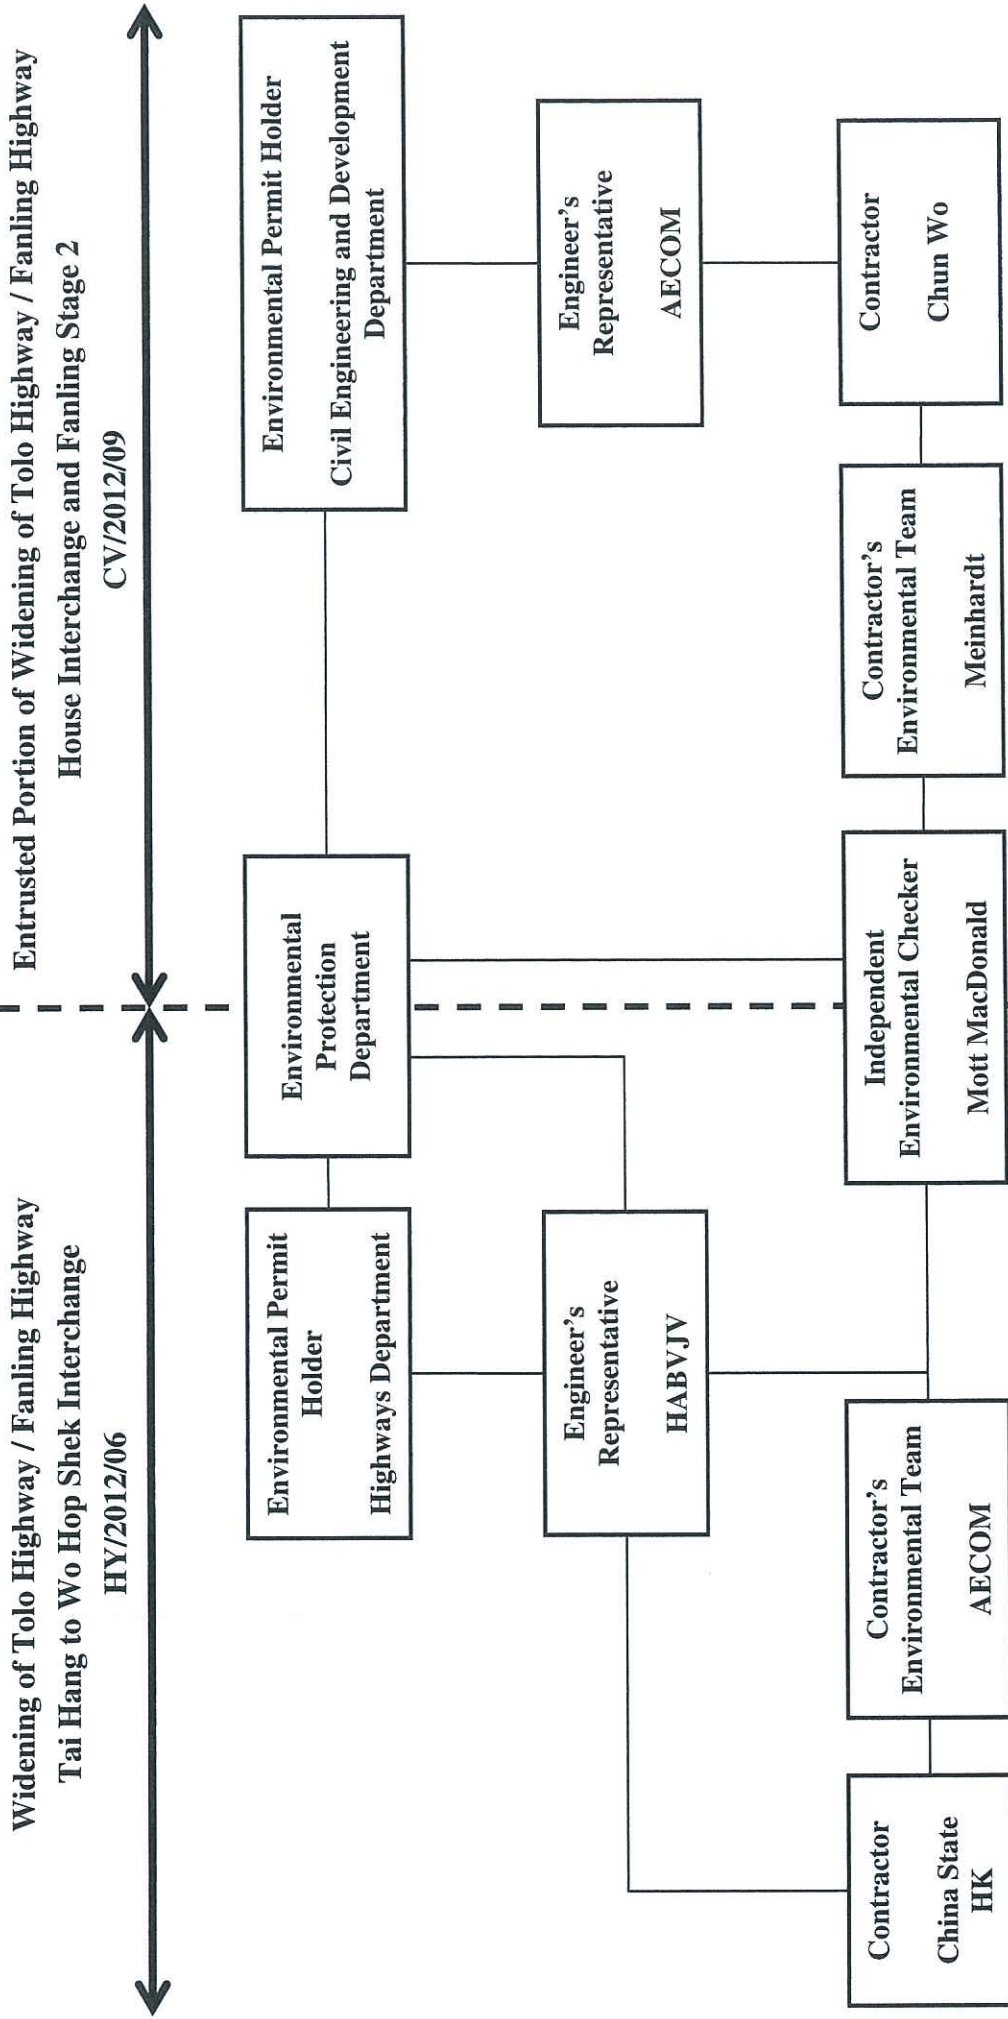 Widening of Tolo Highway / Fanling Highway
Tai Hang to Wo Hop Shek Interchange
HY/2012/06
Entrusted Portion of Widening of Tolo Highway / Fanling Highway
House Interchange and Fanling Stage 2
CV/2012/09
Environmental Permit
Holder
Highways Department
Environmental
Protection
Department
Environmental Permit Holder
Civil Engineering and Development
Department
Engineer's
Representative
HABVJV
Engineer's
Representative
AECOM
Contractor
China State
HK
Contractor's
Environmental Team
AECOM
Independent
Environmental Checker
Mott MacDonald
Contractor's
Environmental Team
Meinhardt
Contractor
Chun Wo